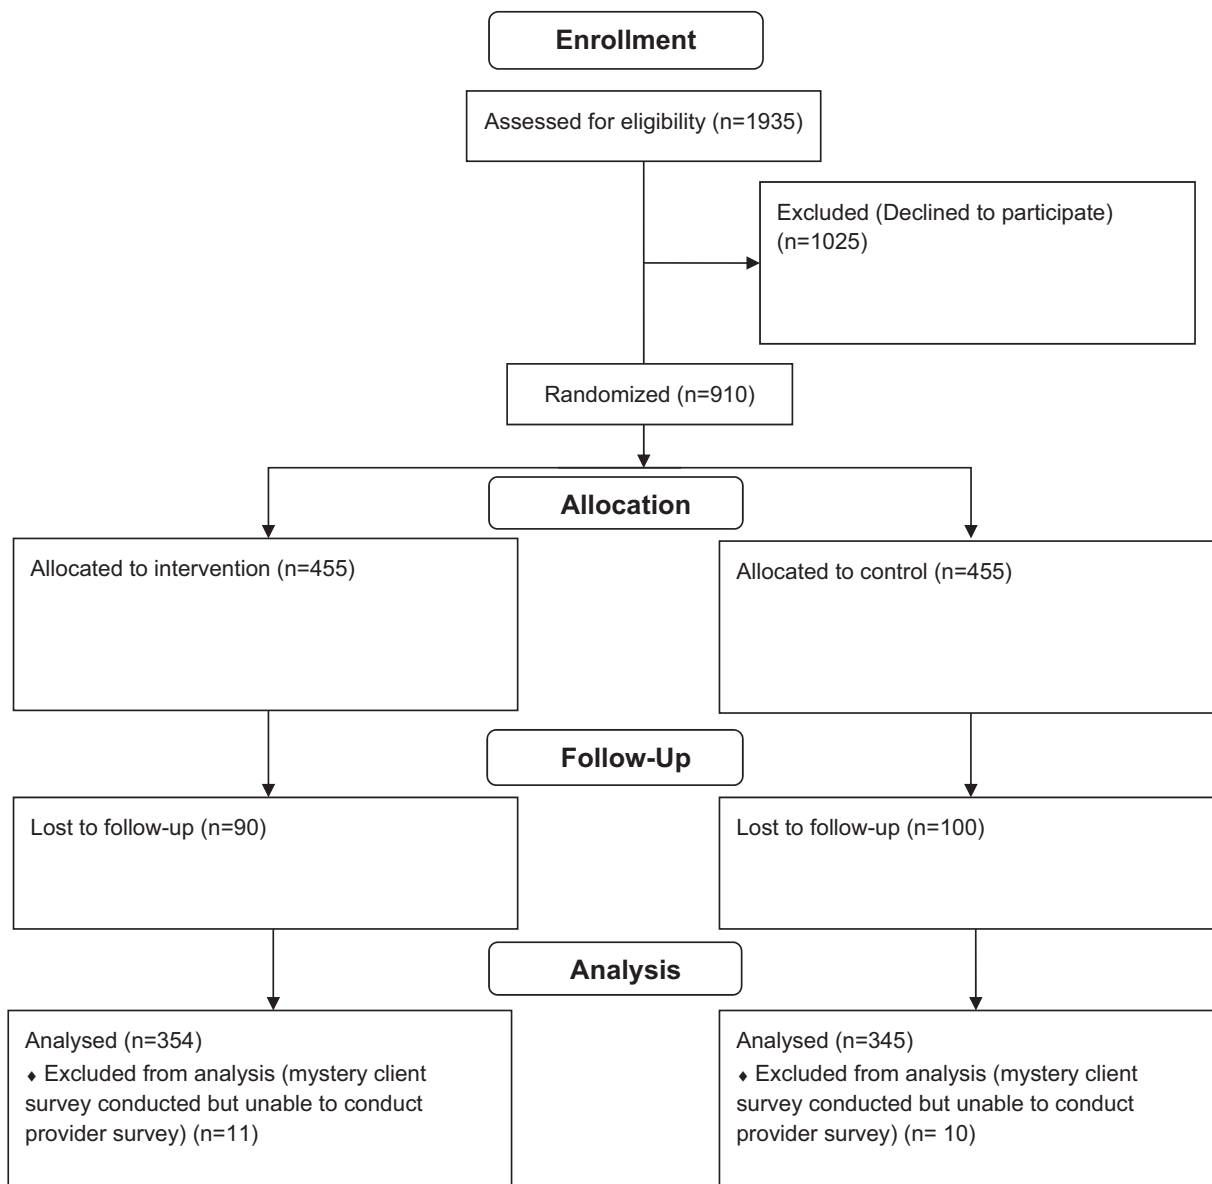 Enrollment
Assessed for eligibility (n=1935)
Excluded (Declined to participate)
(n=1025)
Randomized (n=910)
Allocation
Allocated to intervention (n=455)
Allocated to control (n=455)
Follow-Up
Lost to follow-up (n=90)
Lost to follow-up (n=100)
Analysis
Analysed (n=354)
♦ Excluded from analysis (mystery client
survey conducted but unable to conduct
provider survey) (n=11)
Analysed (n=345)
♦ Excluded from analysis (mystery client
survey conducted but unable to conduct
provider survey) (n= 10)